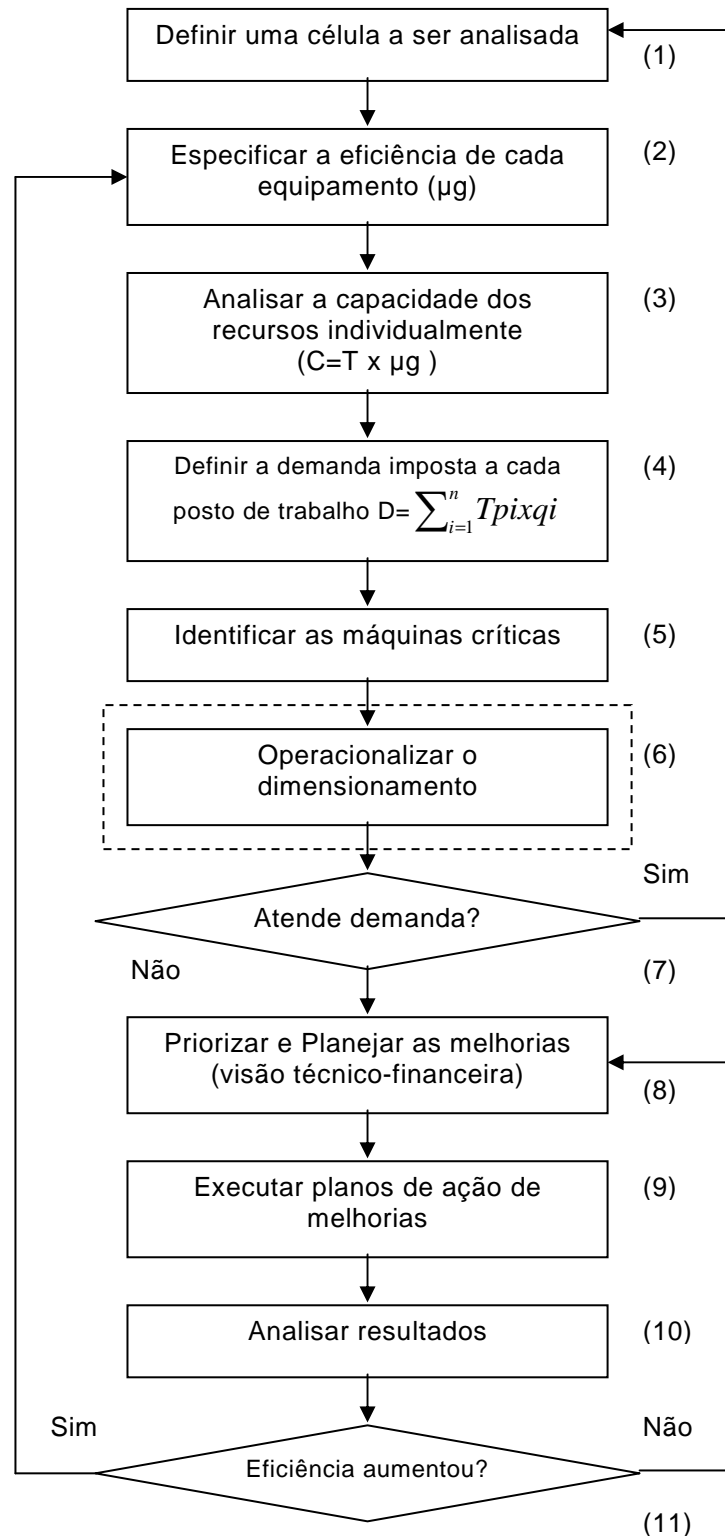 Definir uma célula a ser analisada
(1)
Especificar a eficiência de cada
equipamento (µg)
(2)
Analisar a capacidade dos
recursos individualmente
(C=T x µg )
(3)
Definir a demanda imposta a cada
posto de trabalho D= ∑_{i=1}^{n} Tpixqi
(4)
Identificar as máquinas críticas
(5)
Operacionalizar o
dimensionamento
(6)
Sim
Atende demanda?
Não
(7)
Priorizar e Planejar as melhorias
(visão técnico-financeira)
(8)
Executar planos de ação de
melhorias
(9)
Analisar resultados
(10)
Sim
Não
Eficiência aumentou?
(11)